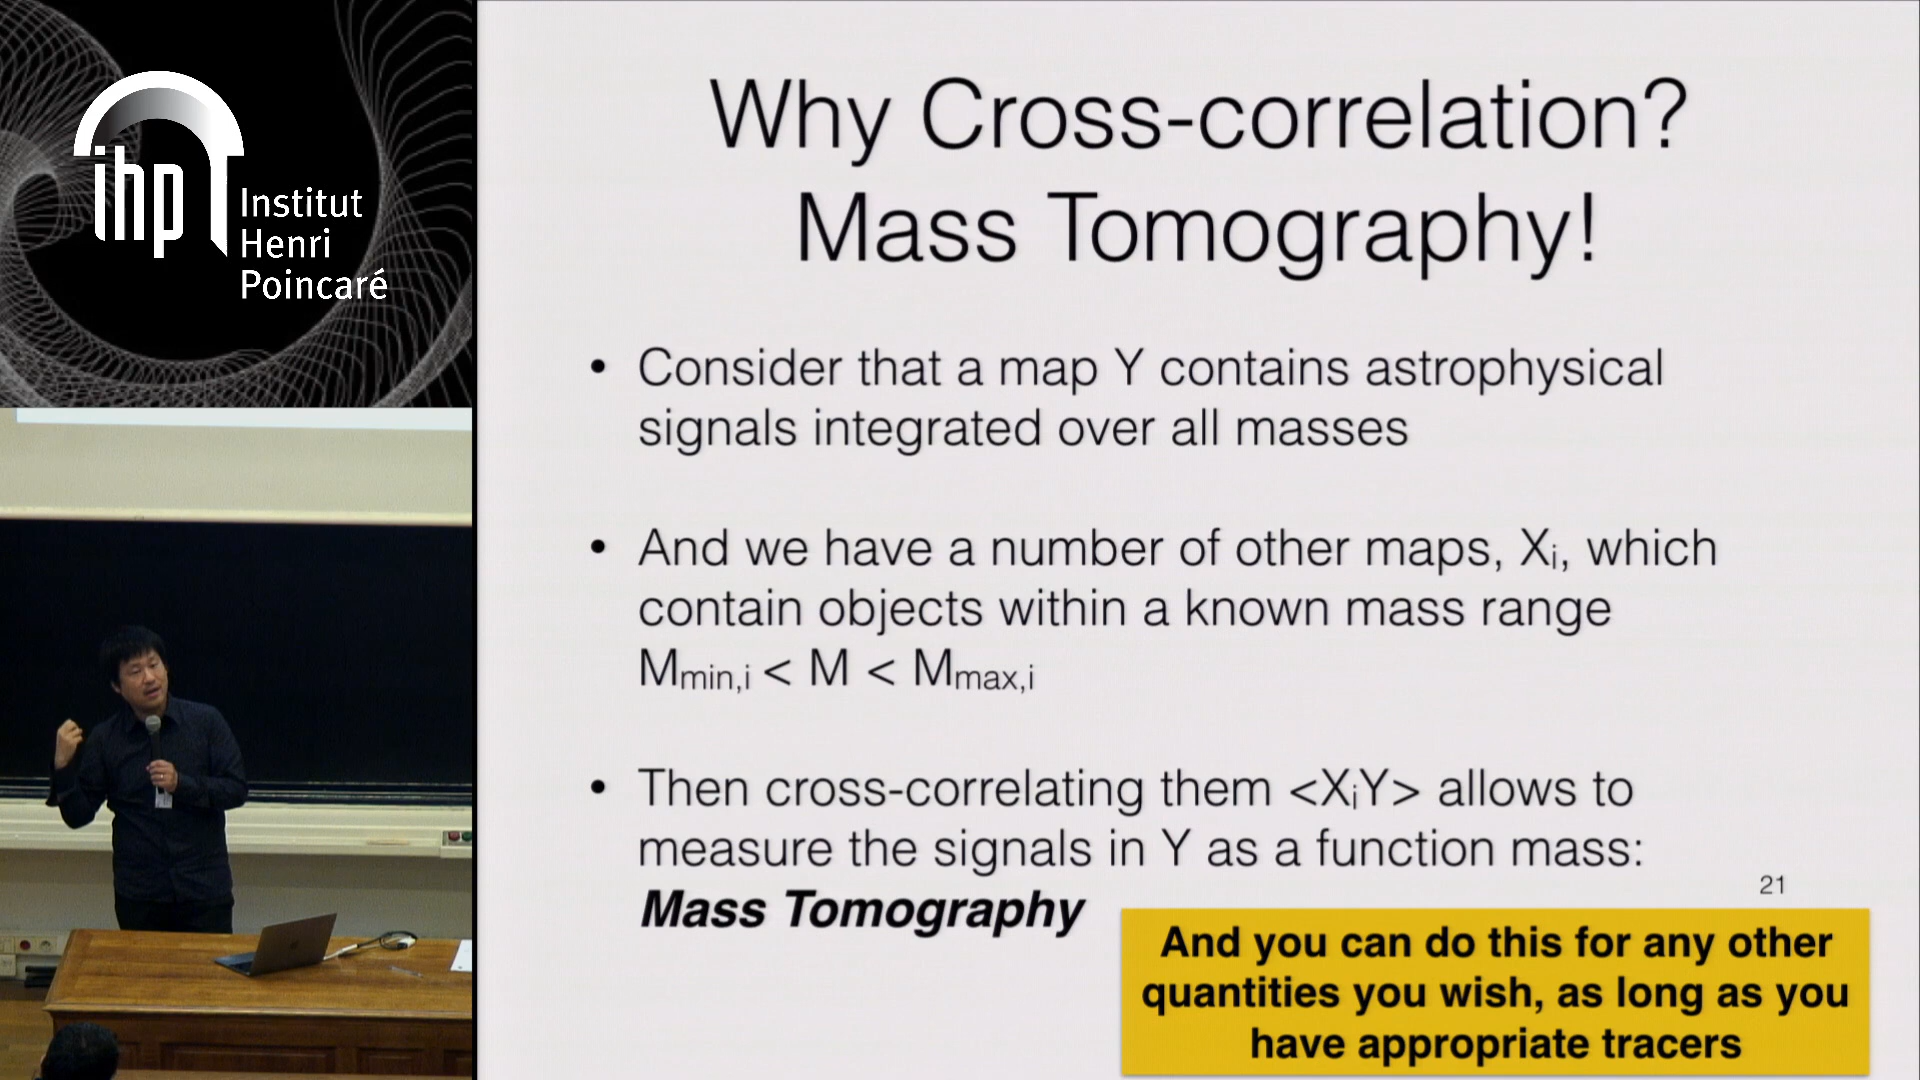 ihp
Institut
Henri
Poincaré
Why Cross-correlation?
Mass Tomography!
• Consider that a map Y contains astrophysical
signals integrated over all masses
• And we have a number of other maps, Xi, which
contain objects within a known mass range
Mmin,i < M < Mmax,i
• Then cross-correlating them <XiY> allows to
measure the signals in Y as a function mass:
Mass Tomography
21
And you can do this for any other
quantities you wish, as long as you
have appropriate tracers